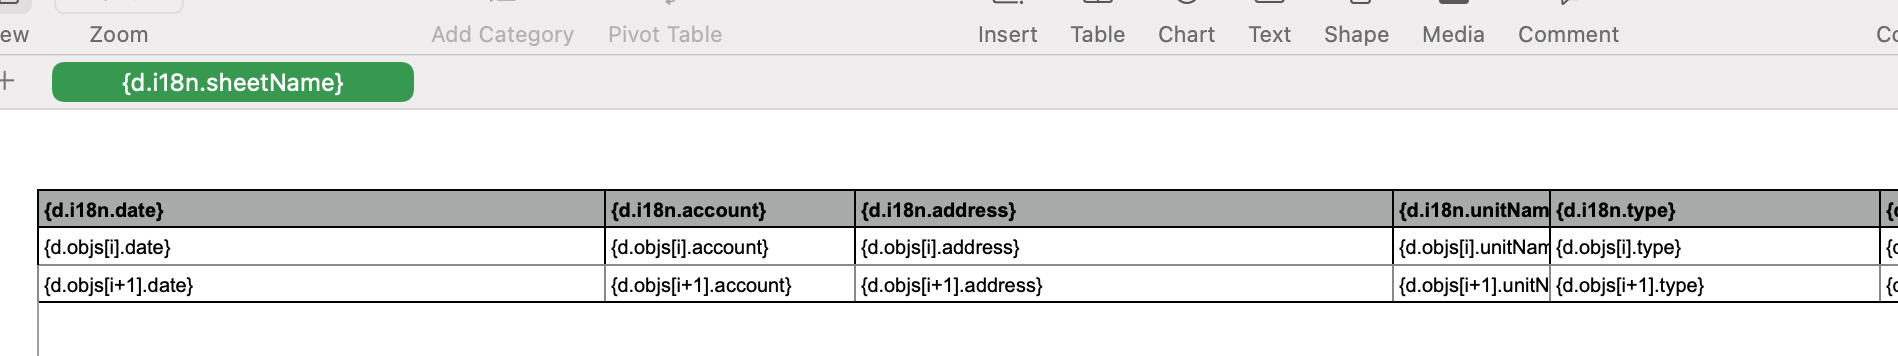 ew Zoom Add Category Pivot Table Insert Table Chart Text Shape Media Comment
+ {d.i18n.sheetName}
{d.i18n.date} {d.i18n.account} {d.i18n.address} {d.i18n.unitNam {d.i18n.type}
{d.objs[i].date} {d.objs[i].account} {d.objs[i].address} {d.objs[i].unitNam {d.objs[i].type}
{d.objs[i+1].date} {d.objs[i+1].account} {d.objs[i+1].address} {d.objs[i+1].unitN {d.objs[i+1].type}